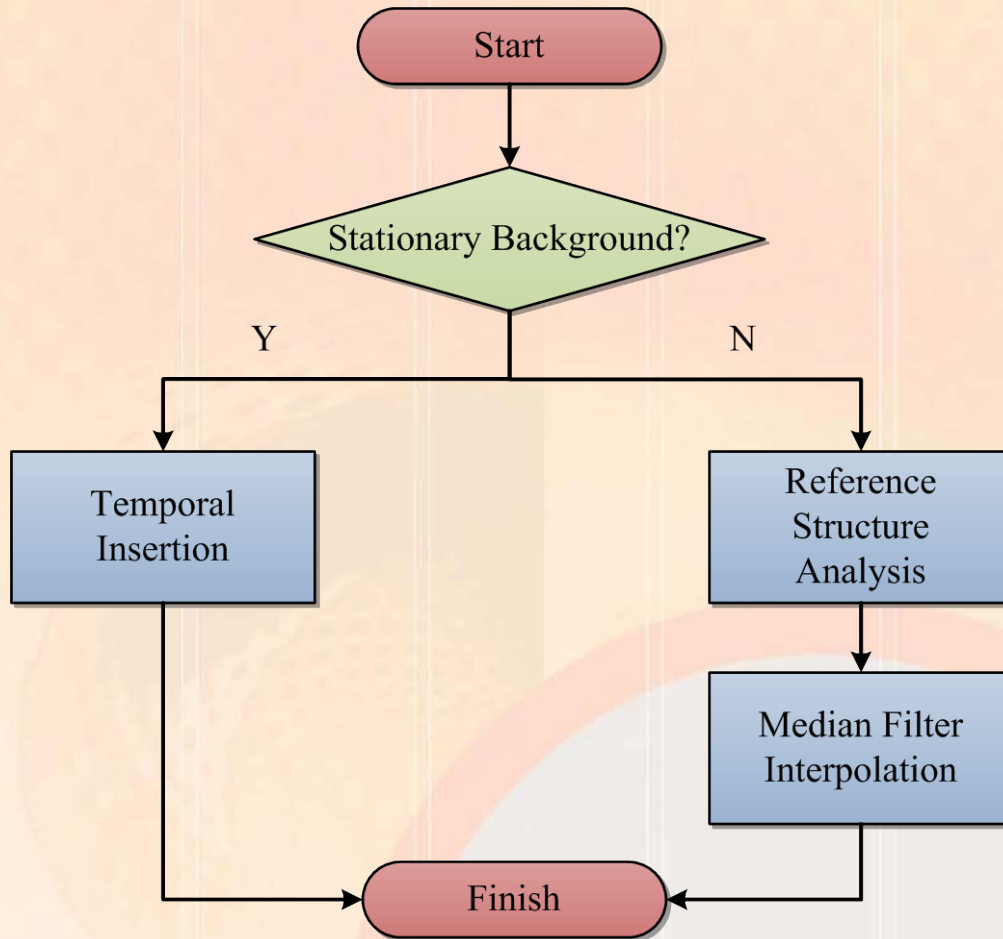 Start
Stationary Background?
Y
N
Temporal
Insertion
Reference
Structure
Analysis
Median Filter
Interpolation
Finish